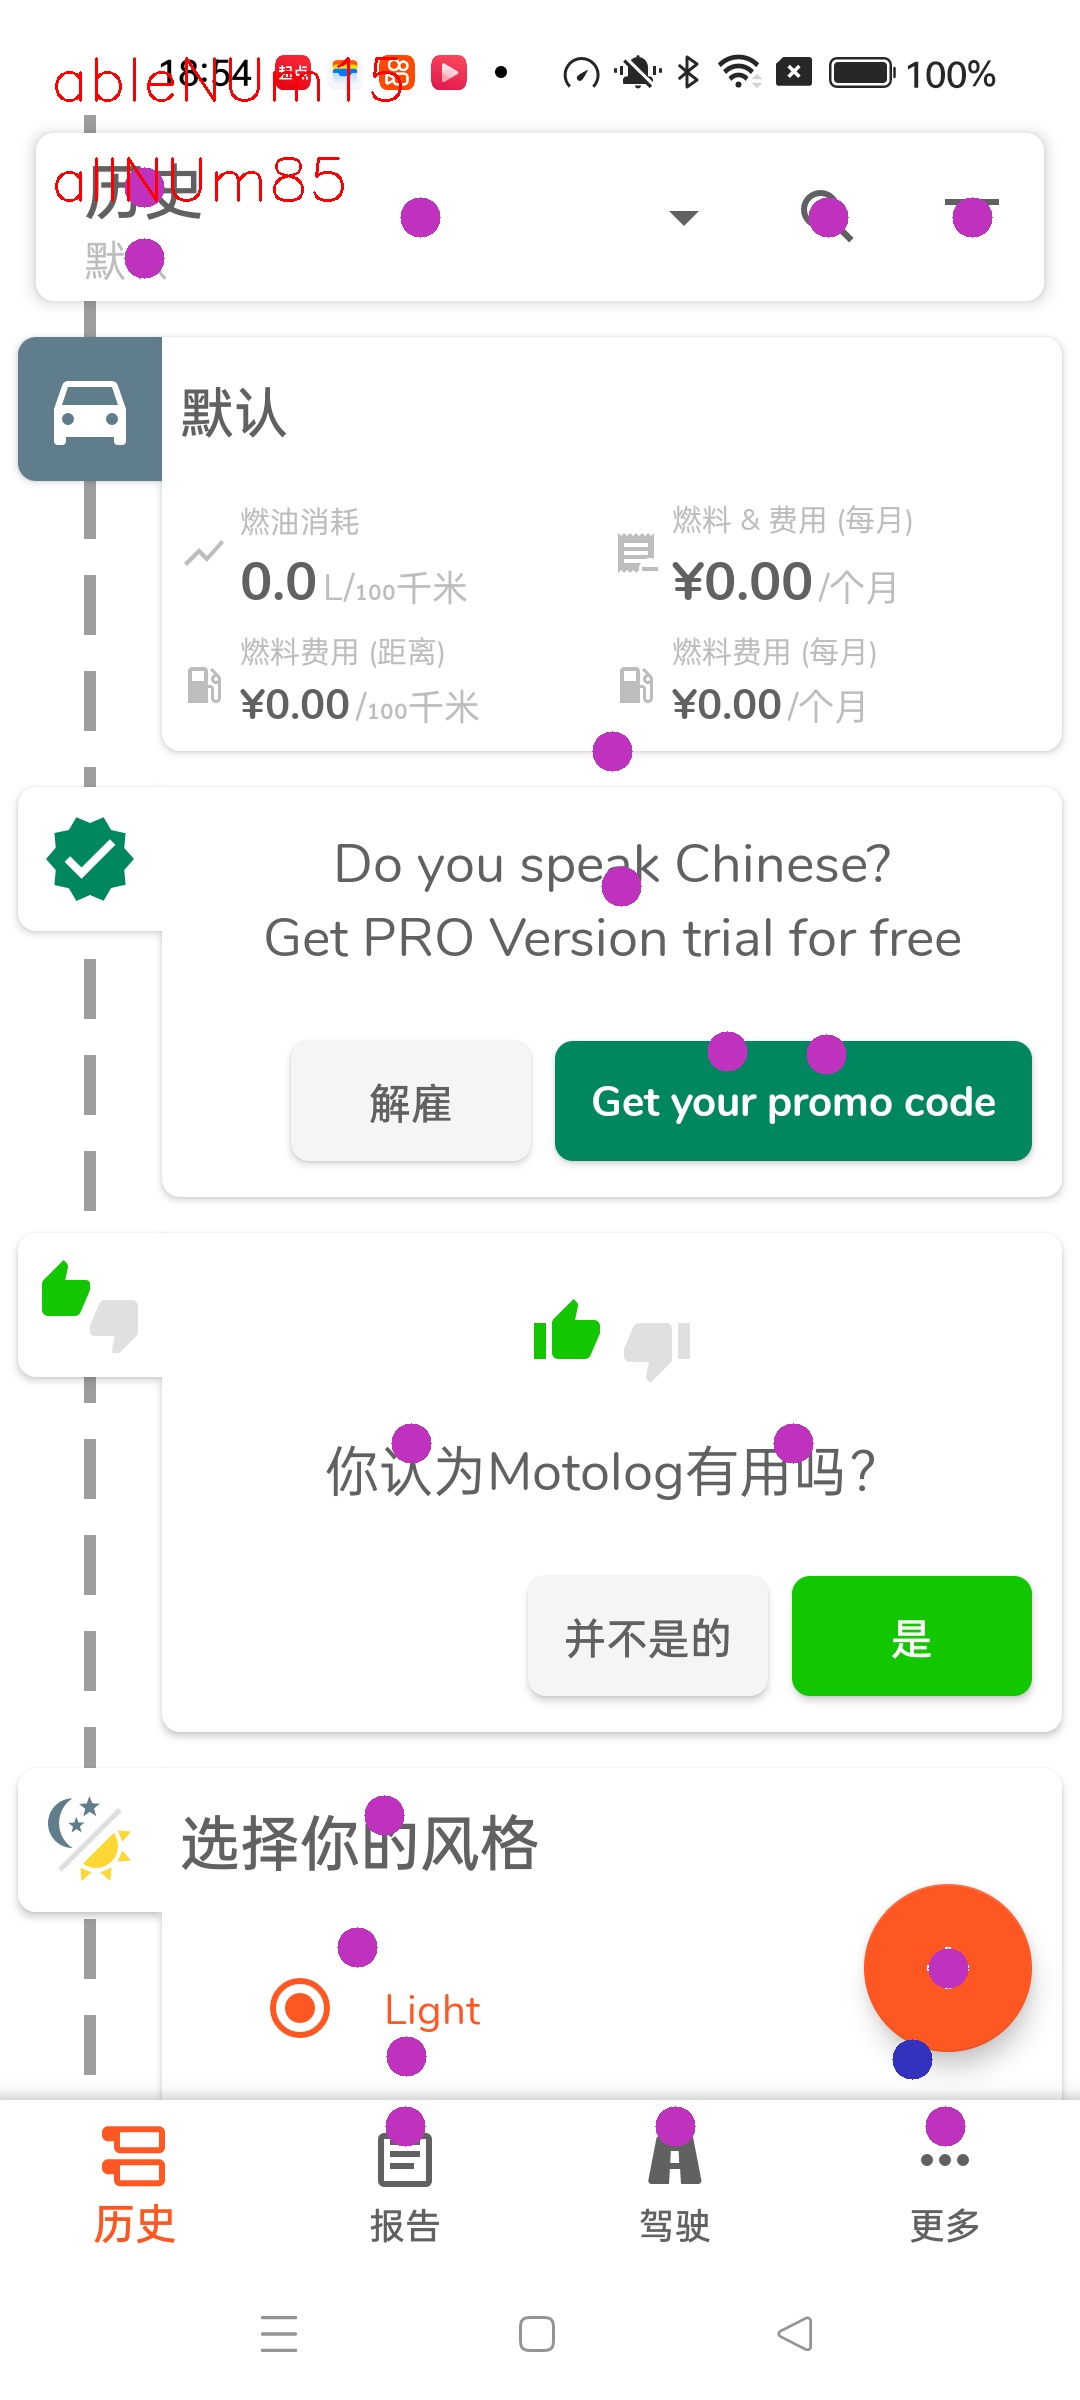 18:54
100%
ableNUm15
allNUm85
历史
默
默认
燃油消耗
0.0 L/100千米
燃料 & 费用 (每月)
¥0.00 /个月
燃料费用 (距离)
¥0.00 /100千米
燃料费用 (每月)
¥0.00 /个月
Do you speak Chinese?
Get PRO Version trial for free
解雇
Get your promo code
你认为Motolog有用吗?
并不是的
是
选择你的风格
Light
历史
报告
驾驶
更多